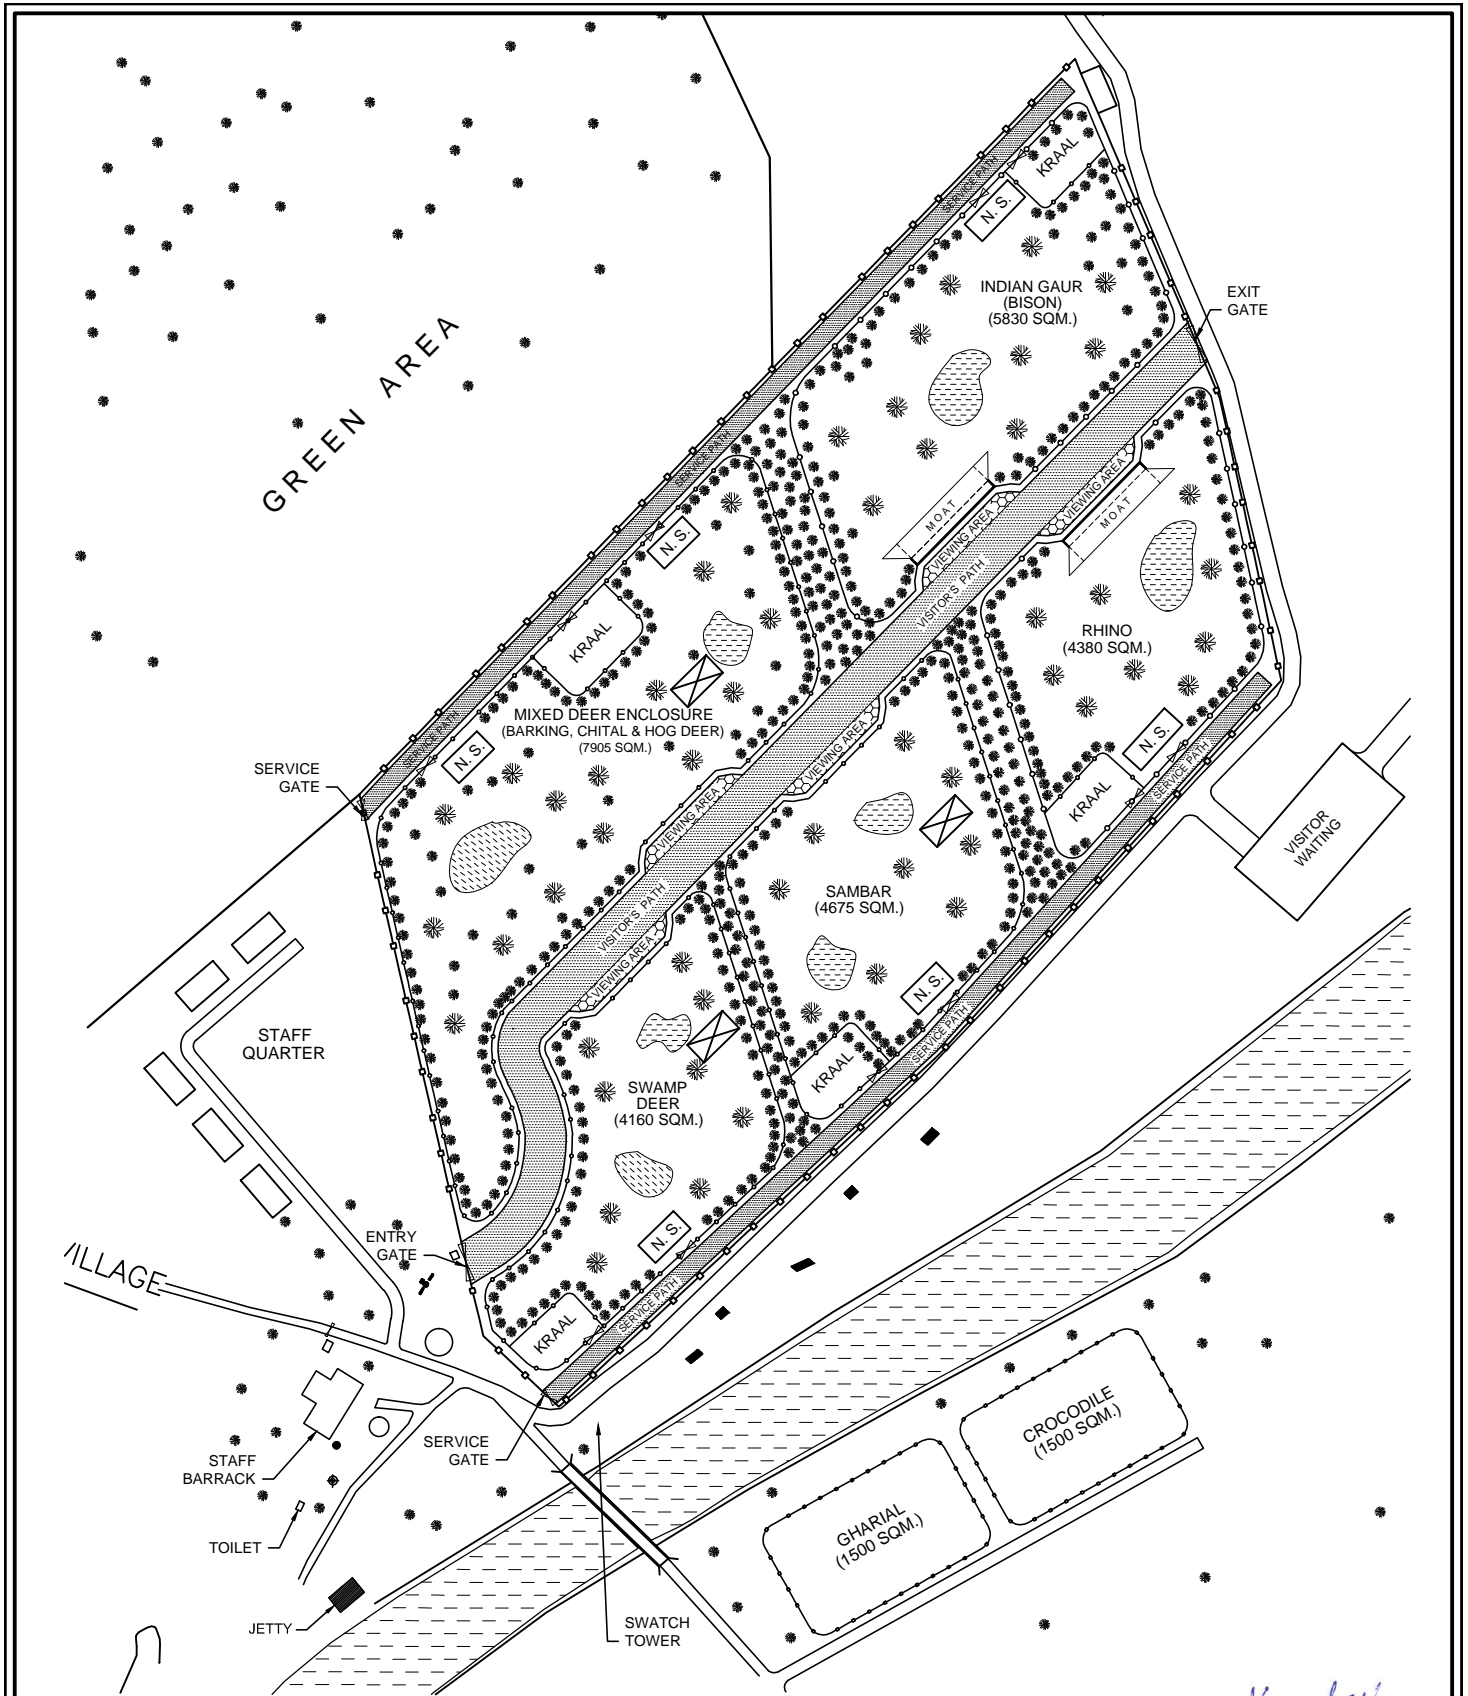 KRAAL
SERVICE PATH
N. S.
INDIAN GAUR
(BISON)
(5830 SQM.)
EXIT
GATE
GREEN AREA
SERVICE PATH
MOAT
VIEWING AREA
VIEWING AREA
MOAT
N. S.
VISITOR'S PATH
KRAAL
RHINO
(4380 SQM.)
MIXED DEER ENCLOSURE
(BARKING, CHITAL & HOG DEER)
(7905 SQM.)
SERVICE PATH
N. S.
N. S.
VIEWING AREA
SERVICE PATH
SERVICE
GATE
VIEWING AREA
KRAAL
VISITOR
WAITING
SAMBAR
(4675 SQM.)
VISITOR'S PATH
VIEWING AREA
N. S.
SERVICE PATH
STAFF
QUARTER
KRAAL
SWAMP
DEER
(4160 SQM.)
N. S.
ENTRY
GATE
VILLAGE
SERVICE PATH
KRAAL
CROCODILE
(1500 SQM.)
SERVICE
GATE
STAFF
BARRACK
GHARIAL
(1500 SQM.)
TOILET
JETTY
SWATCH
TOWER